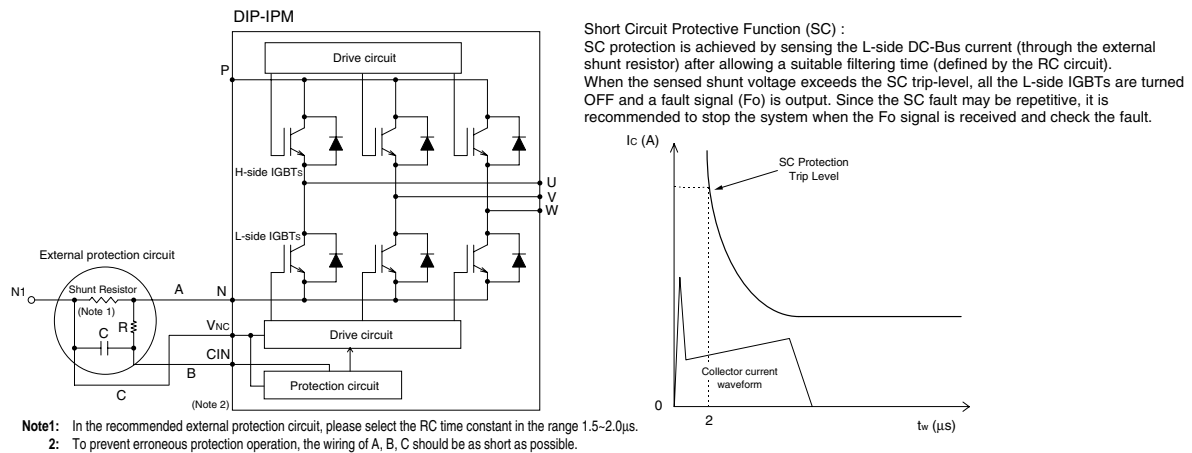 DIP-IPM
Drive circuit
P
H-side IGBTs
U
V
W
L-side IGBTs
External protection circuit
N1
Shunt Resistor
A
N
(Note 1)
R
C
VNC
Drive circuit
CIN
B
C
Protection circuit
(Note 2)
Short Circuit Protective Function (SC) :
SC protection is achieved by sensing the L-side DC-Bus current (through the external
shunt resistor) after allowing a suitable filtering time (defined by the RC circuit).
When the sensed shunt voltage exceeds the SC trip-level, all the L-side IGBTs are turned
OFF and a fault signal (Fo) is output. Since the SC fault may be repetitive, it is
recommended to stop the system when the Fo signal is received and check the fault.
IC (A)
SC Protection
Trip Level
Collector current
waveform
0
2
tw (μs)
Note1: In the recommended external protection circuit, please select the RC time constant in the range 1.5~2.0μs.
2: To prevent erroneous protection operation, the wiring of A, B, C should be as short as possible.